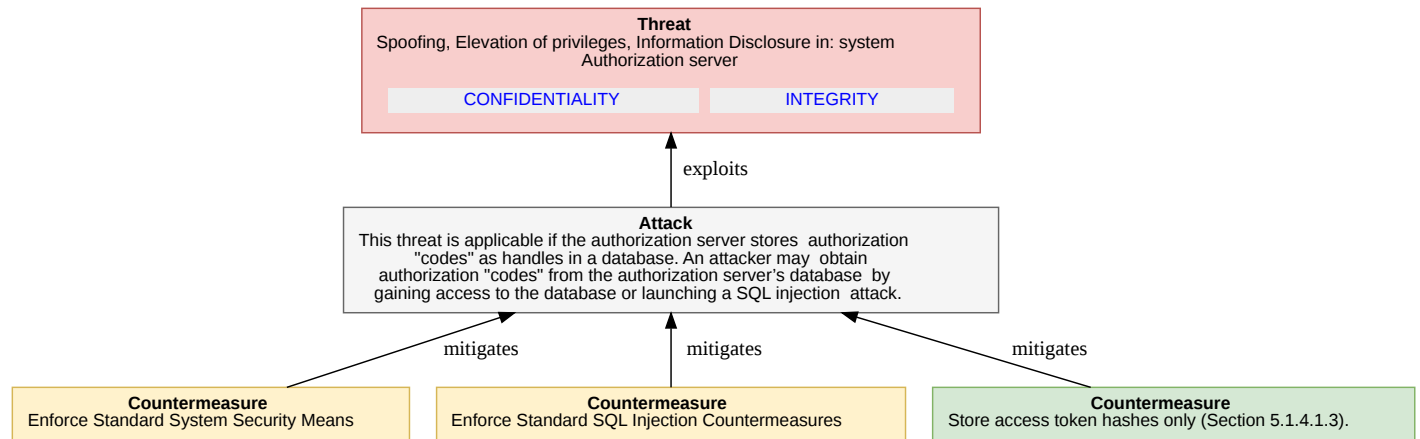 Threat
Spoofing, Elevation of privileges, Information Disclosure in: system
Authorization server
CONFIDENTIALITY INTEGRITY
exploits
Attack
This threat is applicable if the authorization server stores authorization
"codes" as handles in a database. An attacker may obtain
authorization "codes" from the authorization server’s database by
gaining access to the database or launching a SQL injection attack.
mitigates mitigates mitigates
Countermeasure
Enforce Standard System Security Means
Countermeasure
Enforce Standard SQL Injection Countermeasures
Countermeasure
Store access token hashes only (Section 5.1.4.1.3).